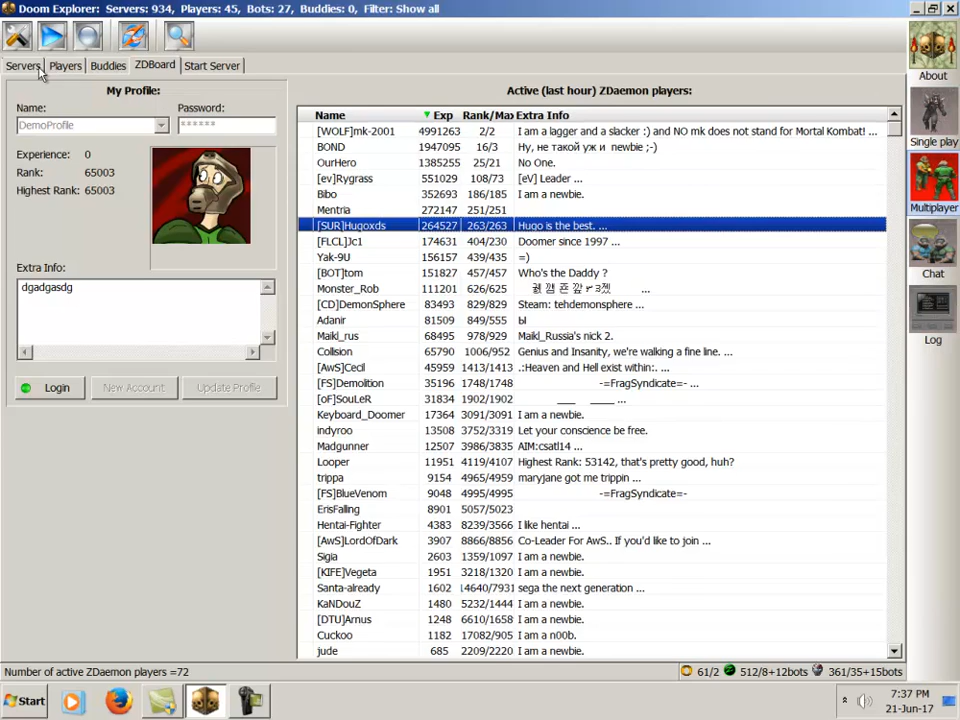 Doom Explorer: Servers: 934, Players: 45, Bots: 27, Buddies: 0, Filter: Show all
Servers Players Buddies ZDBoard Start Server
About
Single play
Multiplayer
Chat
Log
My Profile:
Name: Password:
DemoProfile ******
Experience: 0
Rank: 65003
Highest Rank: 65003
Extra Info:
dgadgasdg
Login New Account Update Profile
Active (last hour) ZDaemon players:
Name Exp Rank/Max Extra Info
[WOLF]mk-2001 4991263 2/2 I am a lagger and a slacker :) and NO mk does not stand for Mortal Kombat! ...
BOND 1947095 16/3 Ну, не такой уж и newbie ;-)
OurHero 1385255 25/21 No One.
[ev]Rygrass 551029 108/73 [eV] Leader ...
Bibo 352693 186/185 I am a newbie.
Mentria 272147 251/251
[SUR]Hugoxds 264527 263/263 Hugo is the best. ...
[FLCL]Jc1 174631 404/230 Doomer since 1997 ...
Yak-9U 156157 439/435 =)
[BOT]tom 151827 457/457 Who's the Daddy ?
Monster_Rob 111201 626/625 ...
[CD]DemonSphere 83493 829/829 Steam: tehdemonsphere ...
Adanir 81509 849/555 ы
Maikl_rus 68495 978/929 Maikl_Russia's nick 2.
Collsion 65790 1006/952 Genius and Insanity, we're walking a fine line. ...
[AwS]Cecil 45959 1413/1413 .:Heaven and Hell exist within:. ...
[FS]Demolition 35196 1748/1748 -=FragSyndicate=- ...
[oF]SouLeR 31834 1902/1902 ___ ____ ...
Keyboard_Doomer 17364 3091/3091 I am a newbie.
indyroo 13508 3752/3319 Let your conscience be free.
Madgunner 12507 3986/3835 AIM:csatl14 ...
Looper 11951 4119/4107 Highest Rank: 53142, that's pretty good, huh?
trippa 9154 4965/4959 maryjane got me trippin ...
[FS]BlueVenom 9048 4995/4995 -=FragSyndicate=-
ErisFalling 8901 5057/5023
Hentai-Fighter 4383 8239/3566 I like hentai ...
[AwS]LordOfDark 3907 8866/8856 Co-Leader For AwS.. If you'd like to join ...
Sigia 2603 1359/1097 I am a newbie.
[KIFE]Vegeta 1951 3218/1320 I am a newbie.
Santa-already 1602 14640/7931 sega the next generation ...
KaNDouZ 1480 5232/1444 I am a newbie.
[DTU]Arnus 1248 6610/1658 I am a newbie.
Cuckoo 1182 17082/905 I am a n00b.
jude 685 2209/2220 I am a newbie.
Number of active ZDaemon players =72 61/2 512/8+12bots 361/35+15bots
Start 7:37 PM
21-Jun-17